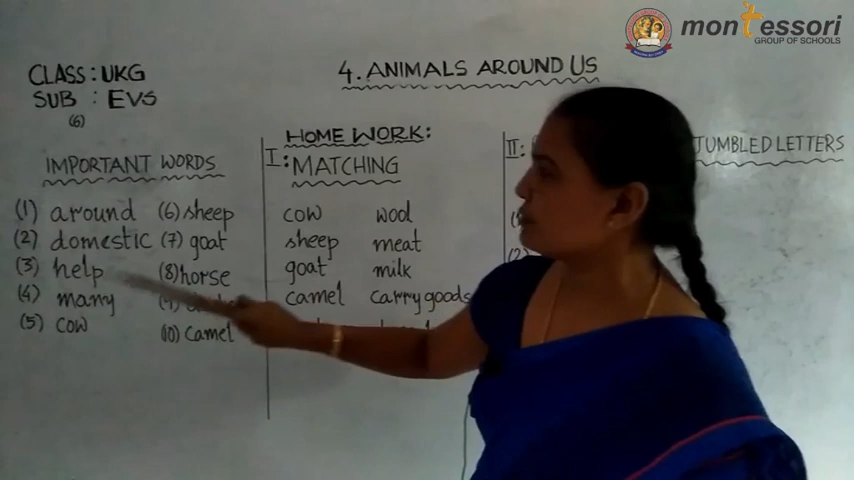 montessori
GROUP OF SCHOOLS
CLASS : UKG
SUB : EVS
(6)
4. ANIMALS AROUND US
IMPORTANT WORDS
(1) around (6) sheep
(2) domestic (7) goat
(3) help (8) horse
(4) many
(5) cow (10) camel
HOME WORK:
I: MATCHING
cow wool
sheep meat
goat milk
camel carry goods
II:
JUMBLED LETTERS
(2)